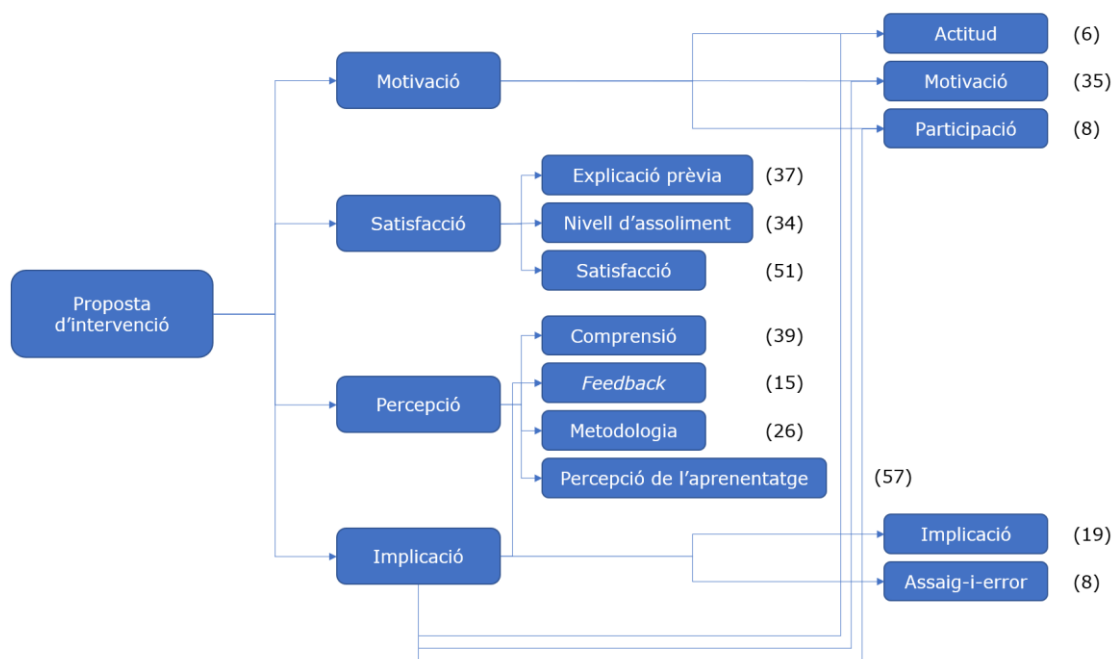 Actitud (6)
Motivació
Motivació (35)
Participació (8)
Explicació prèvia (37)
Satisfacció
Nivell d’assoliment (34)
Satisfacció (51)
Proposta
d’intervenció
Comprensió (39)
Feedback (15)
Percepció
Metodologia (26)
Percepció de l’aprenentatge (57)
Implicació
Implicació (19)
Assaig-i-error (8)